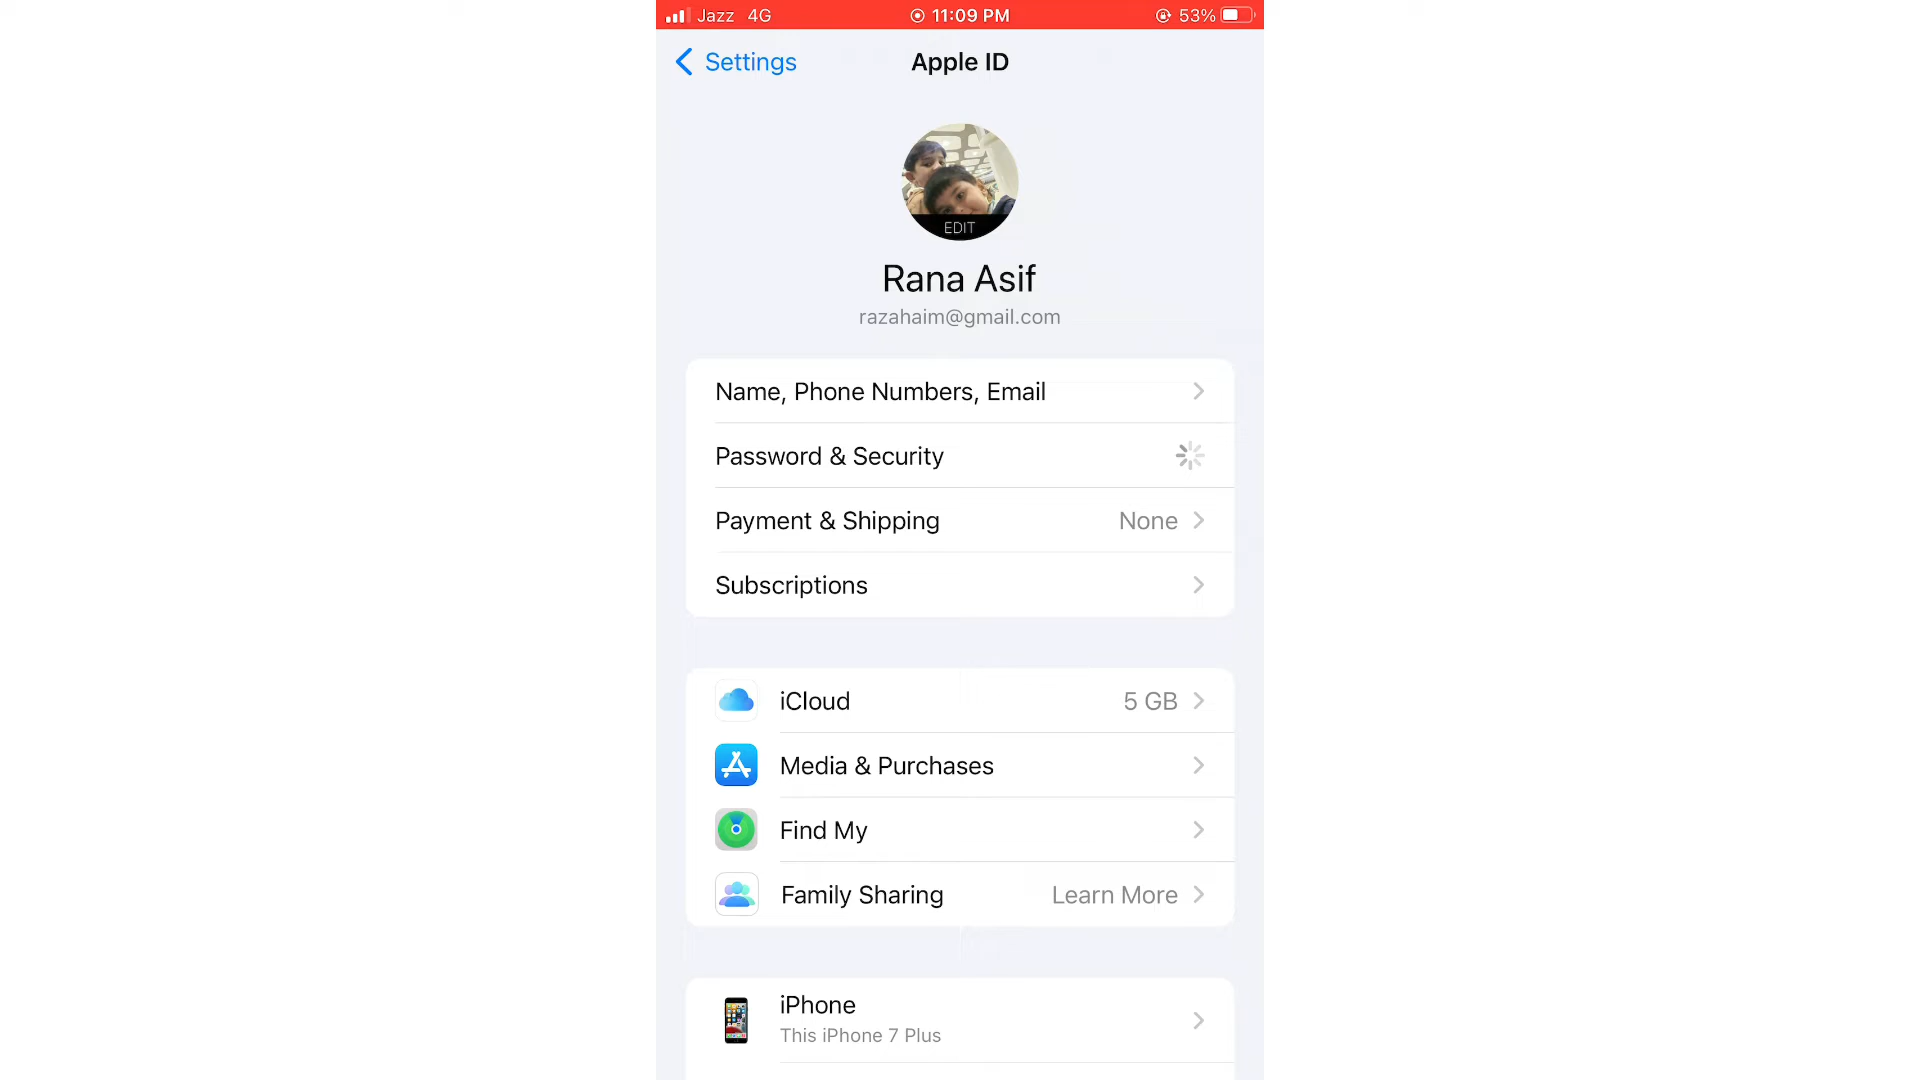 Jazz 4G 11:09 PM 53%
Settings Apple ID
EDIT
Rana Asif
razahaim@gmail.com
Name, Phone Numbers, Email
Password & Security
Payment & Shipping None
Subscriptions
iCloud 5 GB
Media & Purchases
Find My
Family Sharing Learn More
iPhone
This iPhone 7 Plus